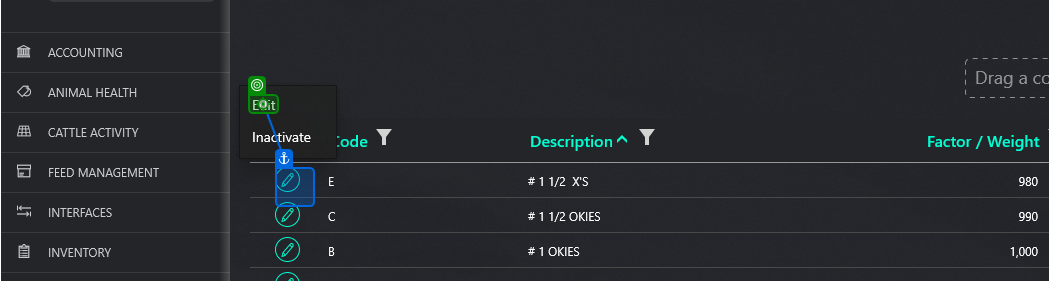 ACCOUNTING
ANIMAL HEALTH
CATTLE ACTIVITY
FEED MANAGEMENT
INTERFACES
INVENTORY
Drag a co
Edit
Inactivate
Code Description Factor / Weight
E # 1 1/2 X'S 980
C # 1 1/2 OKIES 990
B # 1 OKIES 1,000